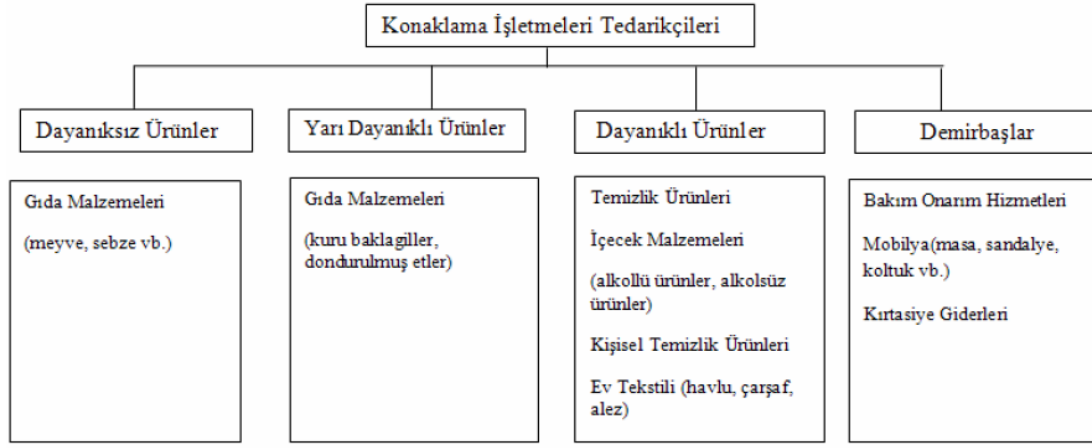 Konaklama İşletmeleri Tedarikçileri
Dayanıksız Ürünler
Yarı Dayanıklı Ürünler
Dayanıklı Ürünler
Demirbaşlar
Gıda Malzemeleri
(meyve, sebze vb.)
Gıda Malzemeleri
(kuru baklagiller,
dondurulmuş etler)
Temizlik Ürünleri
İçecek Malzemeleri
(alkollü ürünler, alkolsüz
ürünler)
Kişisel Temizlik Ürünleri
Ev Tekstili (havlu, çarşaf,
alez)
Bakım Onarım Hizmetleri
Mobilya(masa, sandalye,
koltuk vb.)
Kırtasiye Giderleri